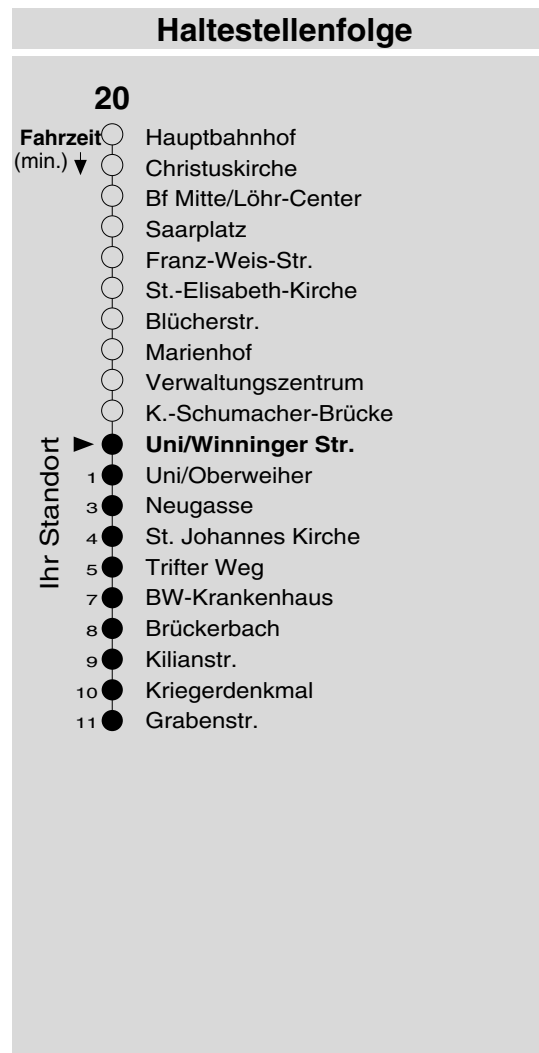 Haltestellenfolge
20
Fahrzeit
(min.)
Hauptbahnhof
Christuskirche
Bf Mitte/Löhr-Center
Saarplatz
Franz-Weis-Str.
St.-Elisabeth-Kirche
Blücherstr.
Marienhof
Verwaltungszentrum
K.-Schumacher-Brücke
Ihr Standort
Uni/Winninger Str.
1 Uni/Oberweiher
3 Neugasse
4 St. Johannes Kirche
5 Trifter Weg
7 BW-Krankenhaus
8 Brückerbach
9 Kilianstr.
10 Kriegerdenkmal
11 Grabenstr.